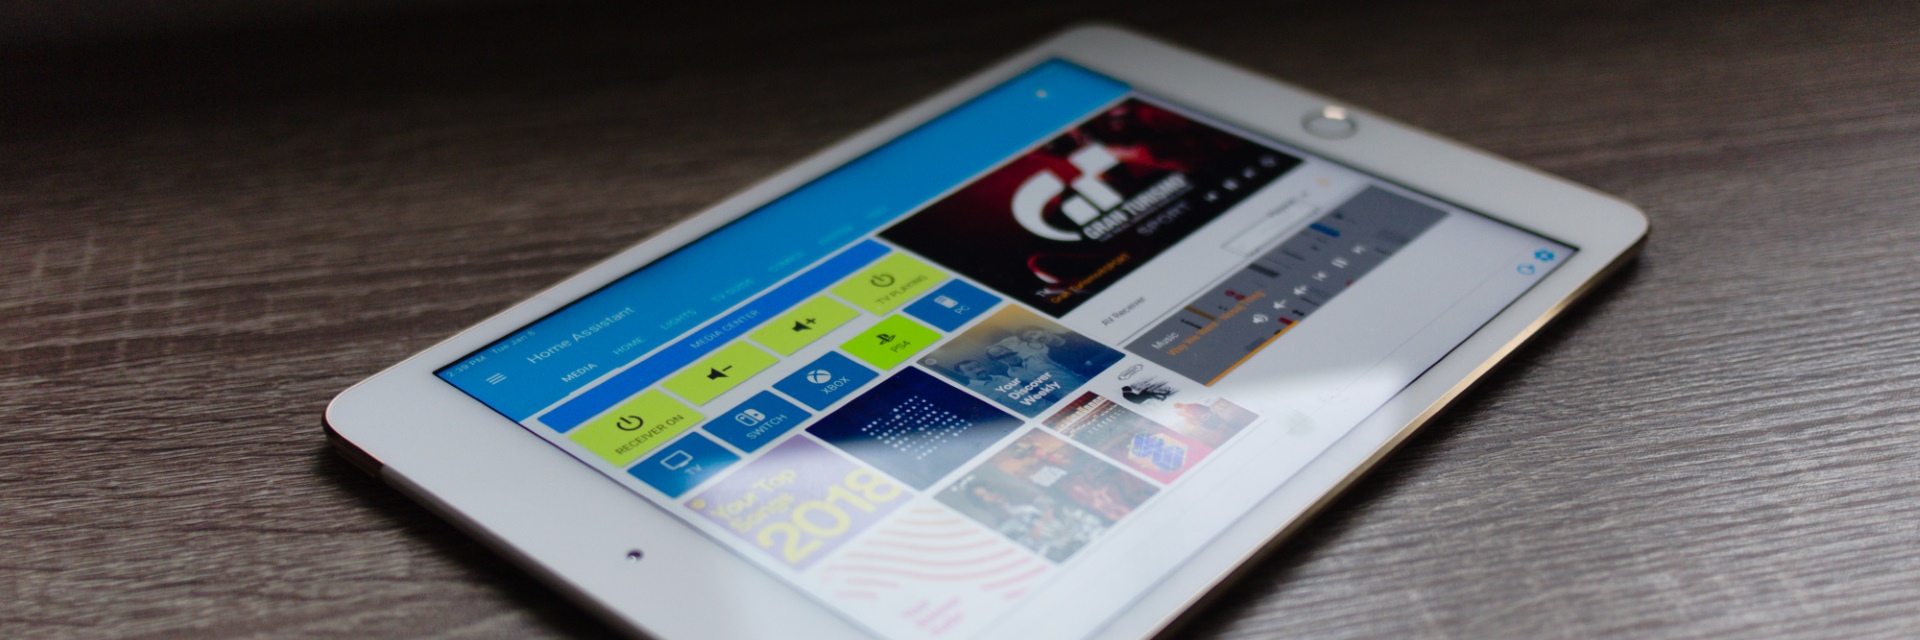 2:39 PM Tue Jan 8
Home Assistant
MEDIA HOME LIGHTS TV GUIDE
MEDIA CENTER
RECEIVER ON
TV PLAYING
TV
SWITCH
XBOX
PS4
PC
Your Top
Songs
2018
Your
Discover
Weekly
GT
GRAN TURISMO
SPORT
AV Receiver
Music